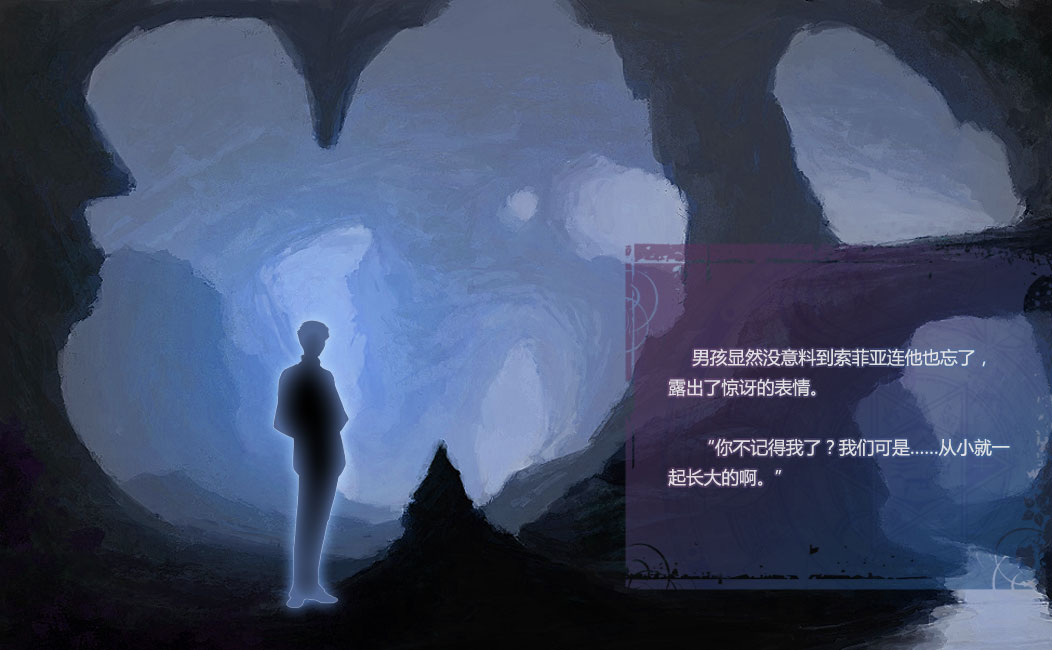 男孩显然没意料到索菲亚连他也忘了，
露出了惊讶的表情。
“你不记得我了？我们可是……从小就一
起长大的啊。”